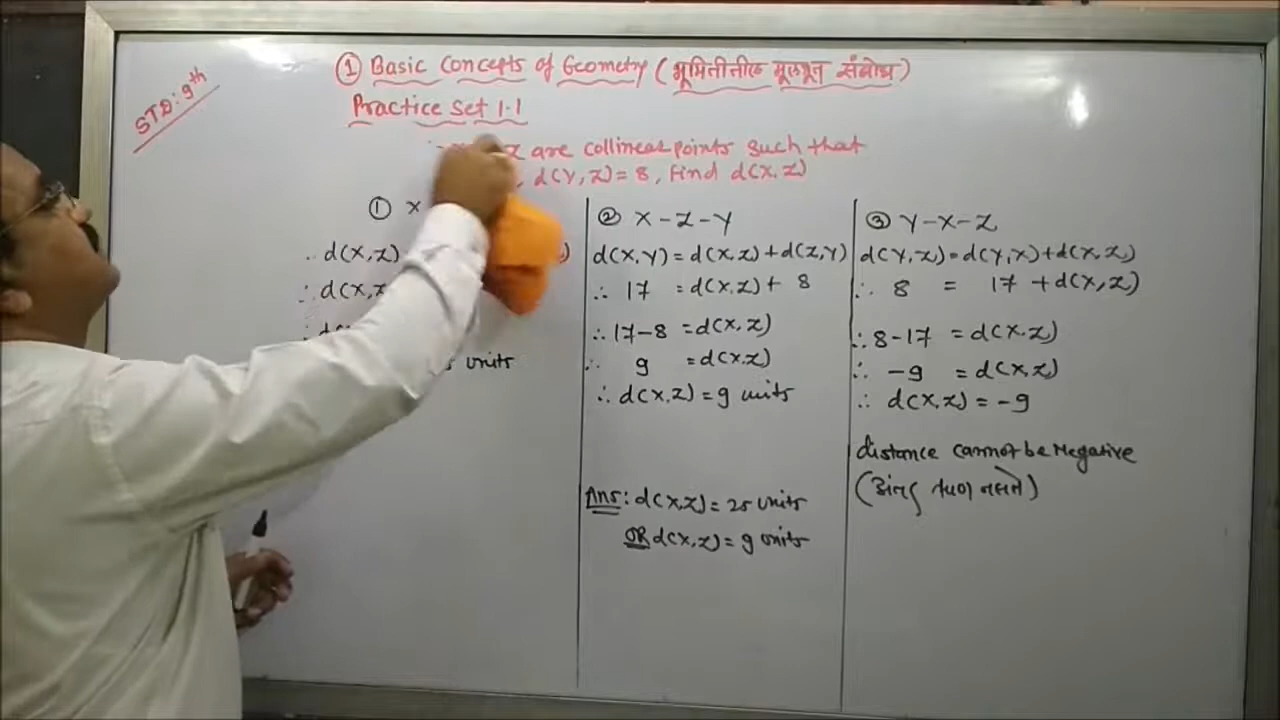 STD: 9th
① Basic Concepts of Geometry (भूमितीतील मूलभूत संबोध)
Practice Set 1.1
z are collinear points such that
, d(Y,Z)=8, Find d(X,Z)
① X
∴ d(X,Z)
∴ d(X,Z
units
② X-Z-Y
d(X,Y)=d(X,Z)+d(Z,Y)
∴ 17 =d(X,Z)+ 8
∴ 17-8 =d(X,Z)
∴ 9 =d(X,Z)
∴ d(X,Z)=9 units
Ans: d(X,Z)=25 units
OR d(X,Z)=9 units
③ Y-X-Z
d(Y,Z)=d(Y,X)+d(X,Z)
∴ 8 = 17 +d(X,Z)
∴ 8-17 =d(X,Z)
∴ -9 =d(X,Z)
∴ d(X,Z)=-9
distance cannot be Negative
(अंतर ऋण नसते)